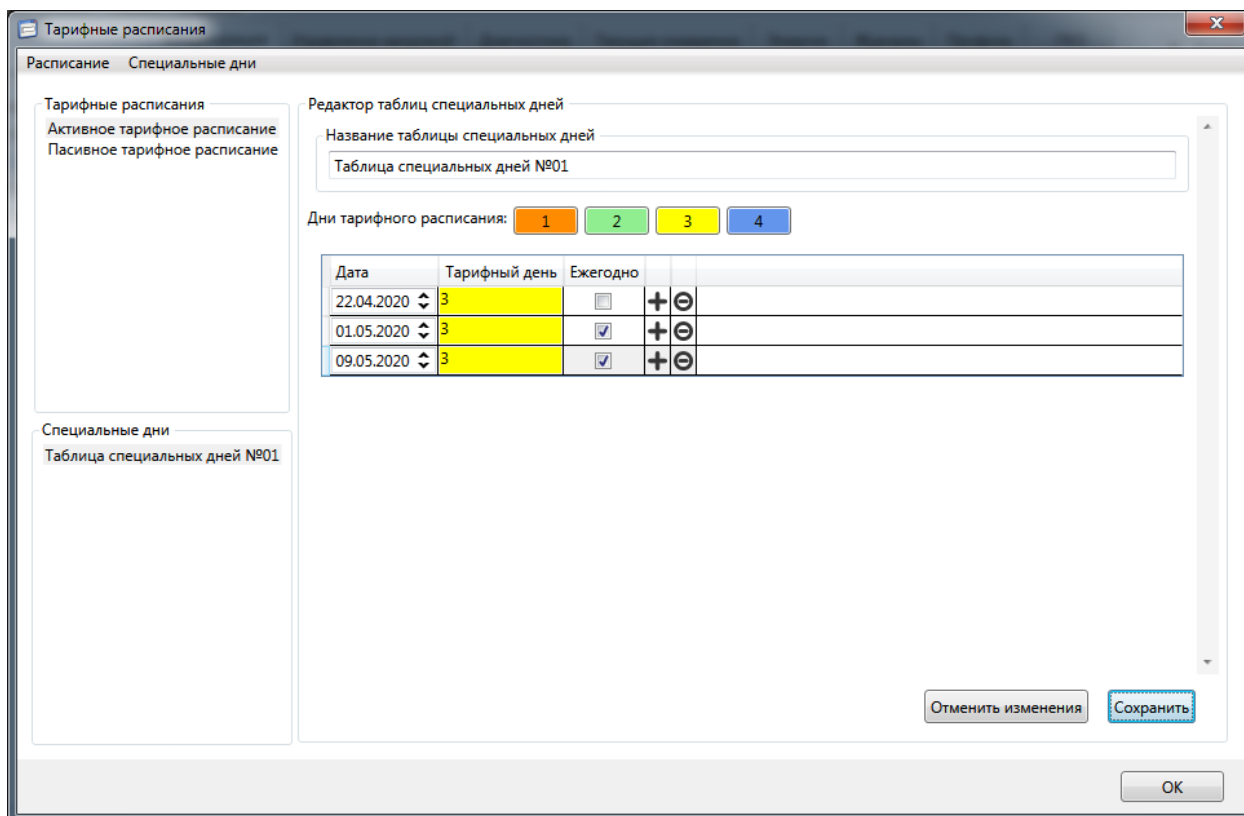 Тарифные расписания
Расписание Специальные дни
Тарифные расписания
Активное тарифное расписание
Пасивное тарифное расписание
Специальные дни
Таблица специальных дней №01
Редактор таблиц специальных дней
Название таблицы специальных дней
Таблица специальных дней №01
Дни тарифного расписания: 1 2 3 4
Дата Тарифный день Ежегодно
22.04.2020 3
01.05.2020 3
09.05.2020 3
Отменить изменения Сохранить
OK